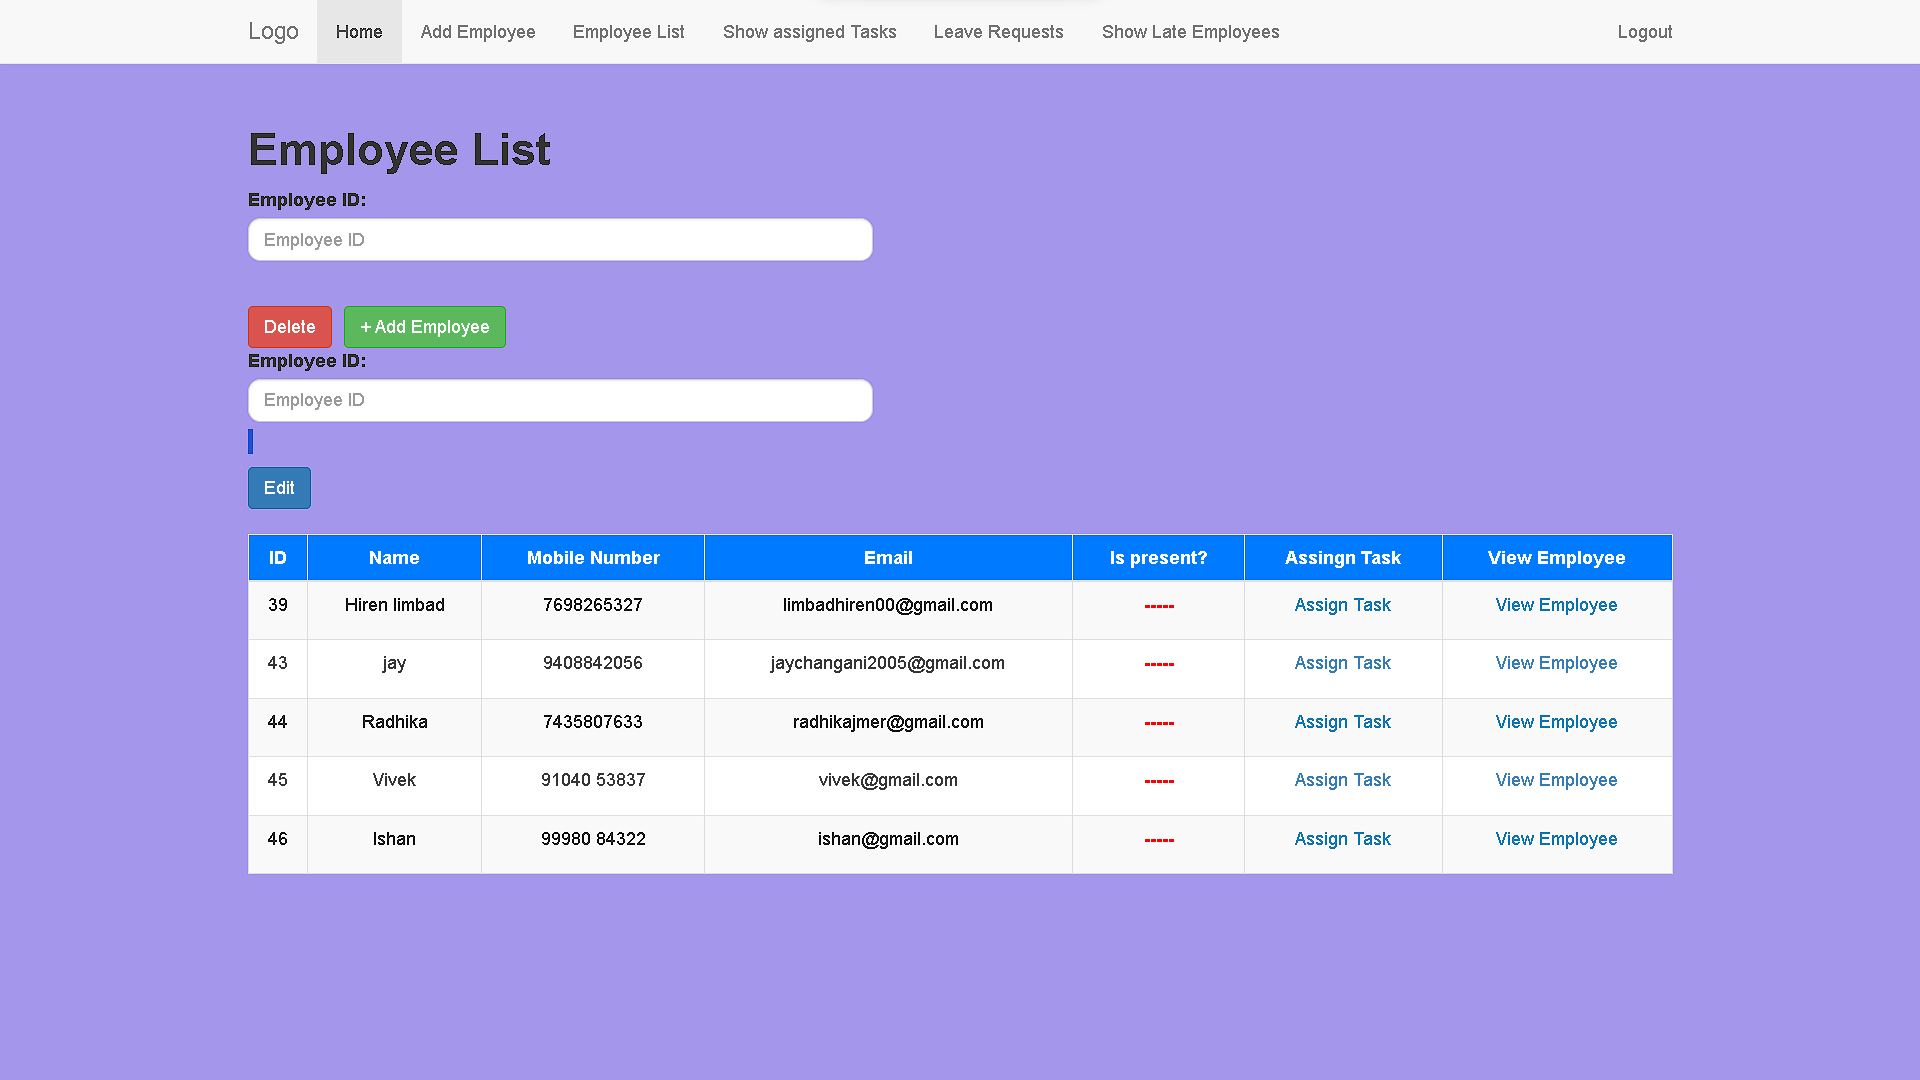 Logo Home Add Employee Employee List Show assigned Tasks Leave Requests Show Late Employees Logout
Employee List
Employee ID:
Employee ID
Delete + Add Employee
Employee ID:
Employee ID
Edit
ID Name Mobile Number Email Is present? Assingn Task View Employee
39 Hiren limbad 7698265327 limbadhiren00@gmail.com ----- Assign Task View Employee
43 jay 9408842056 jaychangani2005@gmail.com ----- Assign Task View Employee
44 Radhika 7435807633 radhikajmer@gmail.com ----- Assign Task View Employee
45 Vivek 91040 53837 vivek@gmail.com ----- Assign Task View Employee
46 Ishan 99980 84322 ishan@gmail.com ----- Assign Task View Employee